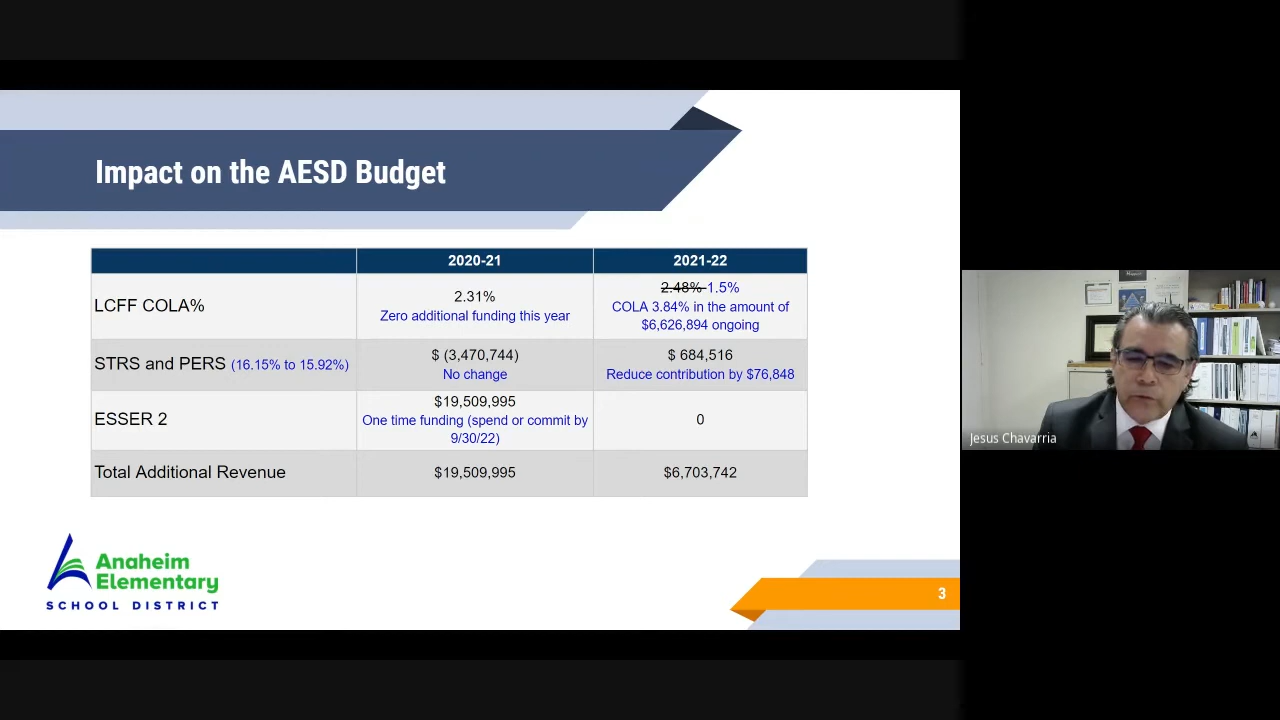 Impact on the AESD Budget
2020-21
2021-22
LCFF COLA%
2.31%
Zero additional funding this year
2.48% 1.5%
COLA 3.84% in the amount of
$6,626,894 ongoing
STRS and PERS (16.15% to 15.92%)
$ (3,470,744)
No change
$ 684,516
Reduce contribution by $76,848
ESSER 2
$19,509,995
One time funding (spend or commit by
9/30/22)
0
Total Additional Revenue
$19,509,995
$6,703,742
Anaheim
Elementary
SCHOOL DISTRICT
3
Jesus Chavarria